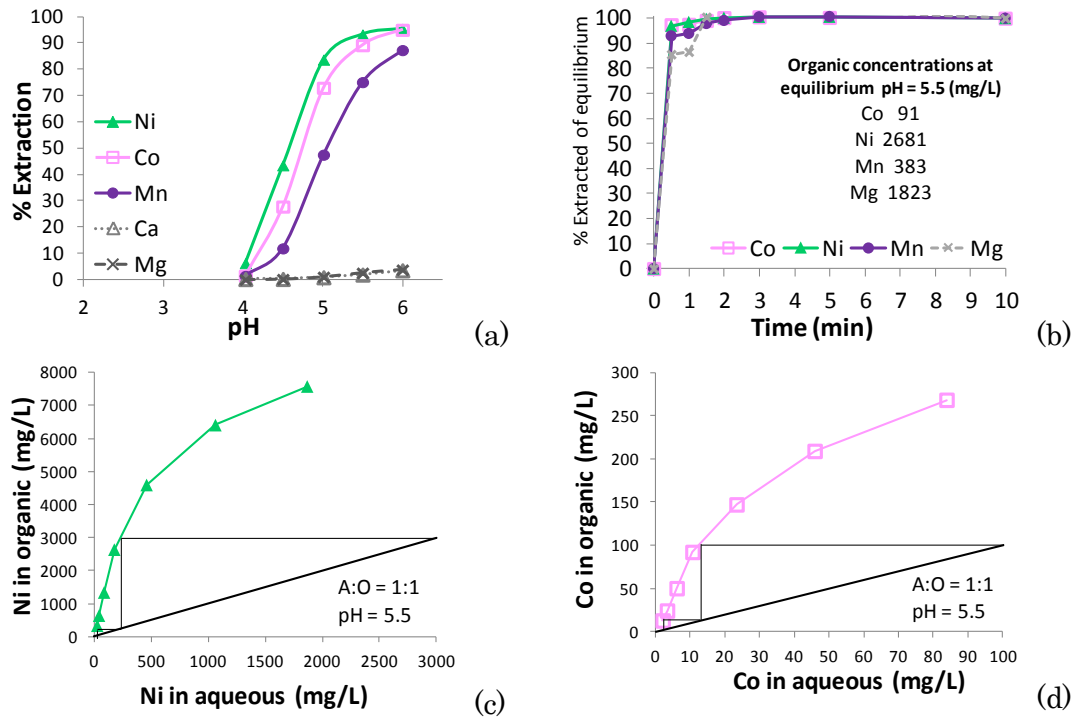 % Extraction
100
90
80
70
60
50
40
30
20
10
0
Ni
Co
Mn
Ca
Mg
2
3
4
5
6
pH
(a)
% Extracted of equilibrium
100
90
80
70
60
50
40
30
20
10
0
Organic concentrations at
equilibrium pH = 5.5 (mg/L)
Co 91
Ni 2681
Mn 383
Mg 1823
Co Ni Mn Mg
0 1 2 3 4 5 6 7 8 9 10
Time (min)
(b)
Ni in organic (mg/L)
8000
7000
6000
5000
4000
3000
2000
1000
0
A:O = 1:1
pH = 5.5
0 500 1000 1500 2000 2500 3000
Ni in aqueous (mg/L)
(c)
Co in organic (mg/L)
300
250
200
150
100
50
0
A:O = 1:1
pH = 5.5
0 10 20 30 40 50 60 70 80 90 100
Co in aqueous (mg/L)
(d)